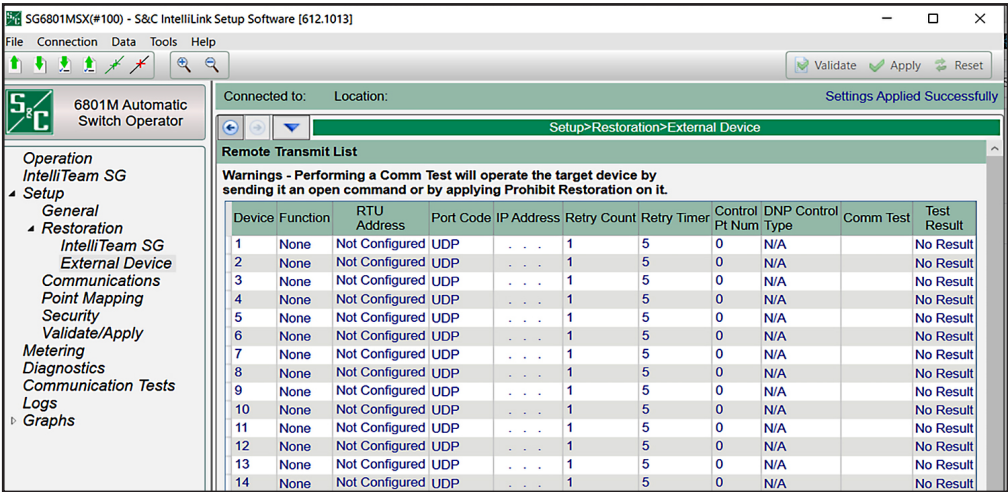 SG6801MSX(#100) - S&C IntelliLink Setup Software [612.1013]
File Connection Data Tools Help
Validate Apply Reset
S&C
6801M Automatic
Switch Operator
Operation
IntelliTeam SG
Setup
General
Restoration
IntelliTeam SG
External Device
Communications
Point Mapping
Security
Validate/Apply
Metering
Diagnostics
Communication Tests
Logs
Graphs
Connected to: Location: Settings Applied Successfully
Setup>Restoration>External Device
Remote Transmit List
Warnings - Performing a Comm Test will operate the target device by
sending it an open command or by applying Prohibit Restoration on it.
Device Function RTU Address Port Code IP Address Retry Count Retry Timer Control Pt Num DNP Control Type Comm Test Test Result
1 None Not Configured UDP . . . 1 5 0 N/A No Result
2 None Not Configured UDP . . . 1 5 0 N/A No Result
3 None Not Configured UDP . . . 1 5 0 N/A No Result
4 None Not Configured UDP . . . 1 5 0 N/A No Result
5 None Not Configured UDP . . . 1 5 0 N/A No Result
6 None Not Configured UDP . . . 1 5 0 N/A No Result
7 None Not Configured UDP . . . 1 5 0 N/A No Result
8 None Not Configured UDP . . . 1 5 0 N/A No Result
9 None Not Configured UDP . . . 1 5 0 N/A No Result
10 None Not Configured UDP . . . 1 5 0 N/A No Result
11 None Not Configured UDP . . . 1 5 0 N/A No Result
12 None Not Configured UDP . . . 1 5 0 N/A No Result
13 None Not Configured UDP . . . 1 5 0 N/A No Result
14 None Not Configured UDP . . . 1 5 0 N/A No Result